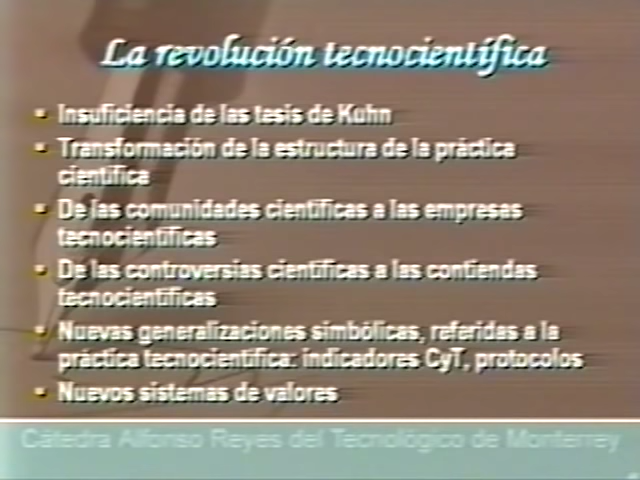 La revolución tecnocientífica
Insuficiencia de las tesis de Kuhn
Transformación de la estructura de la práctica
científica
De las comunidades científicas a las empresas
tecnocientíficas
De las controversias científicas a las contiendas
tecnocientíficas
Nuevas generalizaciones simbólicas, referidas a la
práctica tecnocientífica: indicadores CyT, protocolos
Nuevos sistemas de valores
Cátedra Alfonso Reyes del Tecnológico de Monterrey